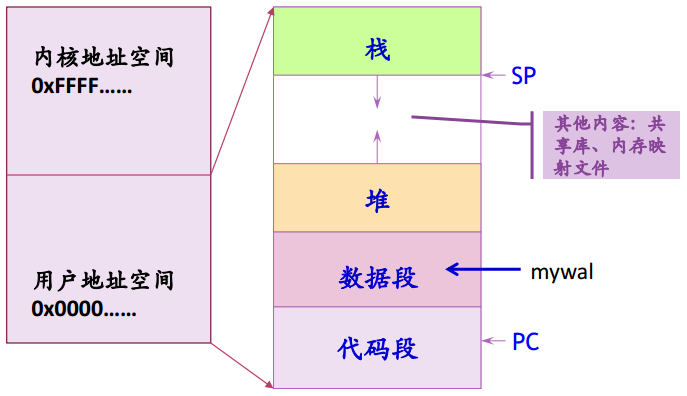 内核地址空间
0xFFFF……
用户地址空间
0x0000……
栈
SP
其他内容：共
享库、内存映
射文件
堆
数据段
mywal
代码段
PC